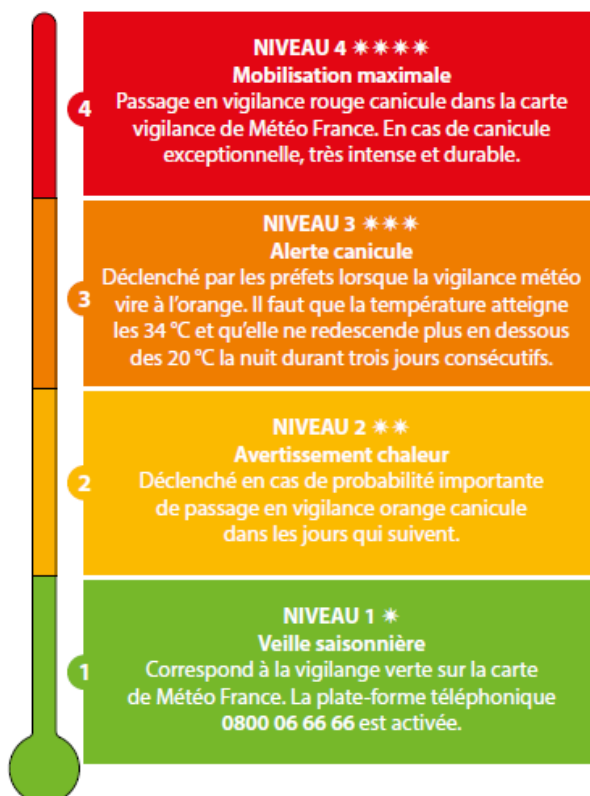 NIVEAU 4 ✷✷✷✷
Mobilisation maximale
4
Passage en vigilance rouge canicule dans la carte
vigilance de Météo France. En cas de canicule
exceptionnelle, très intense et durable.
NIVEAU 3 ✷✷✷
Alerte canicule
3
Déclenché par les préfets lorsque la vigilance météo
vire à l’orange. Il faut que la température atteigne
les 34 °C et qu’elle ne redescende plus en dessous
des 20 °C la nuit durant trois jours consécutifs.
NIVEAU 2 ✷✷
Avertissement chaleur
2
Déclenché en cas de probabilité importante
de passage en vigilance orange canicule
dans les jours qui suivent.
NIVEAU 1 ✷
Veille saisonnière
1
Correspond à la vigilange verte sur la carte
de Météo France. La plate-forme téléphonique
0800 06 66 66 est activée.